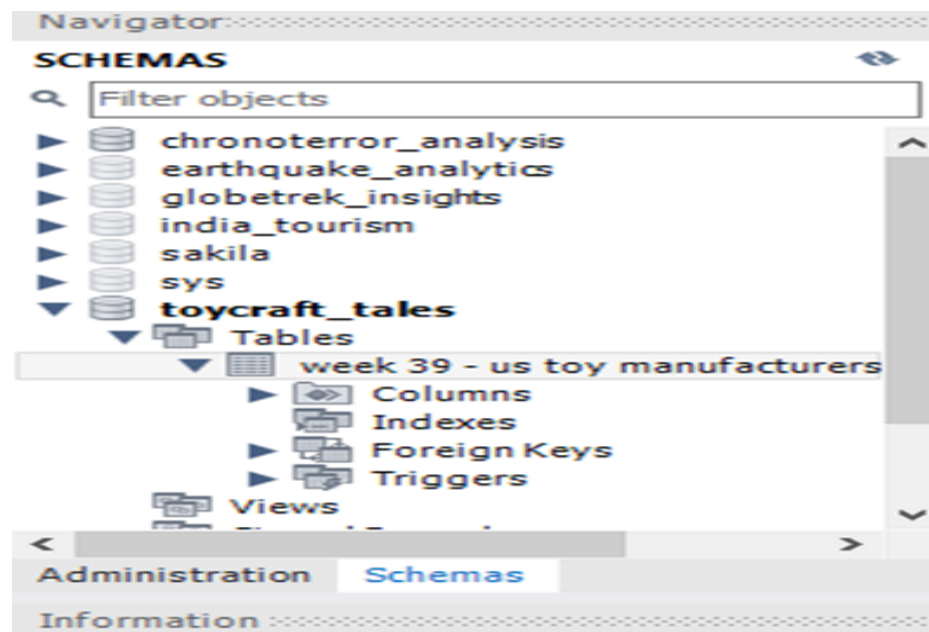 Navigator
SCHEMAS
Filter objects
chronoterror_analysis
earthquake_analytics
globetrek_insights
india_tourism
sakila
sys
toycraft_tales
Tables
week 39 - us toy manufacturers
Columns
Indexes
Foreign Keys
Triggers
Views
Administration Schemas
Information